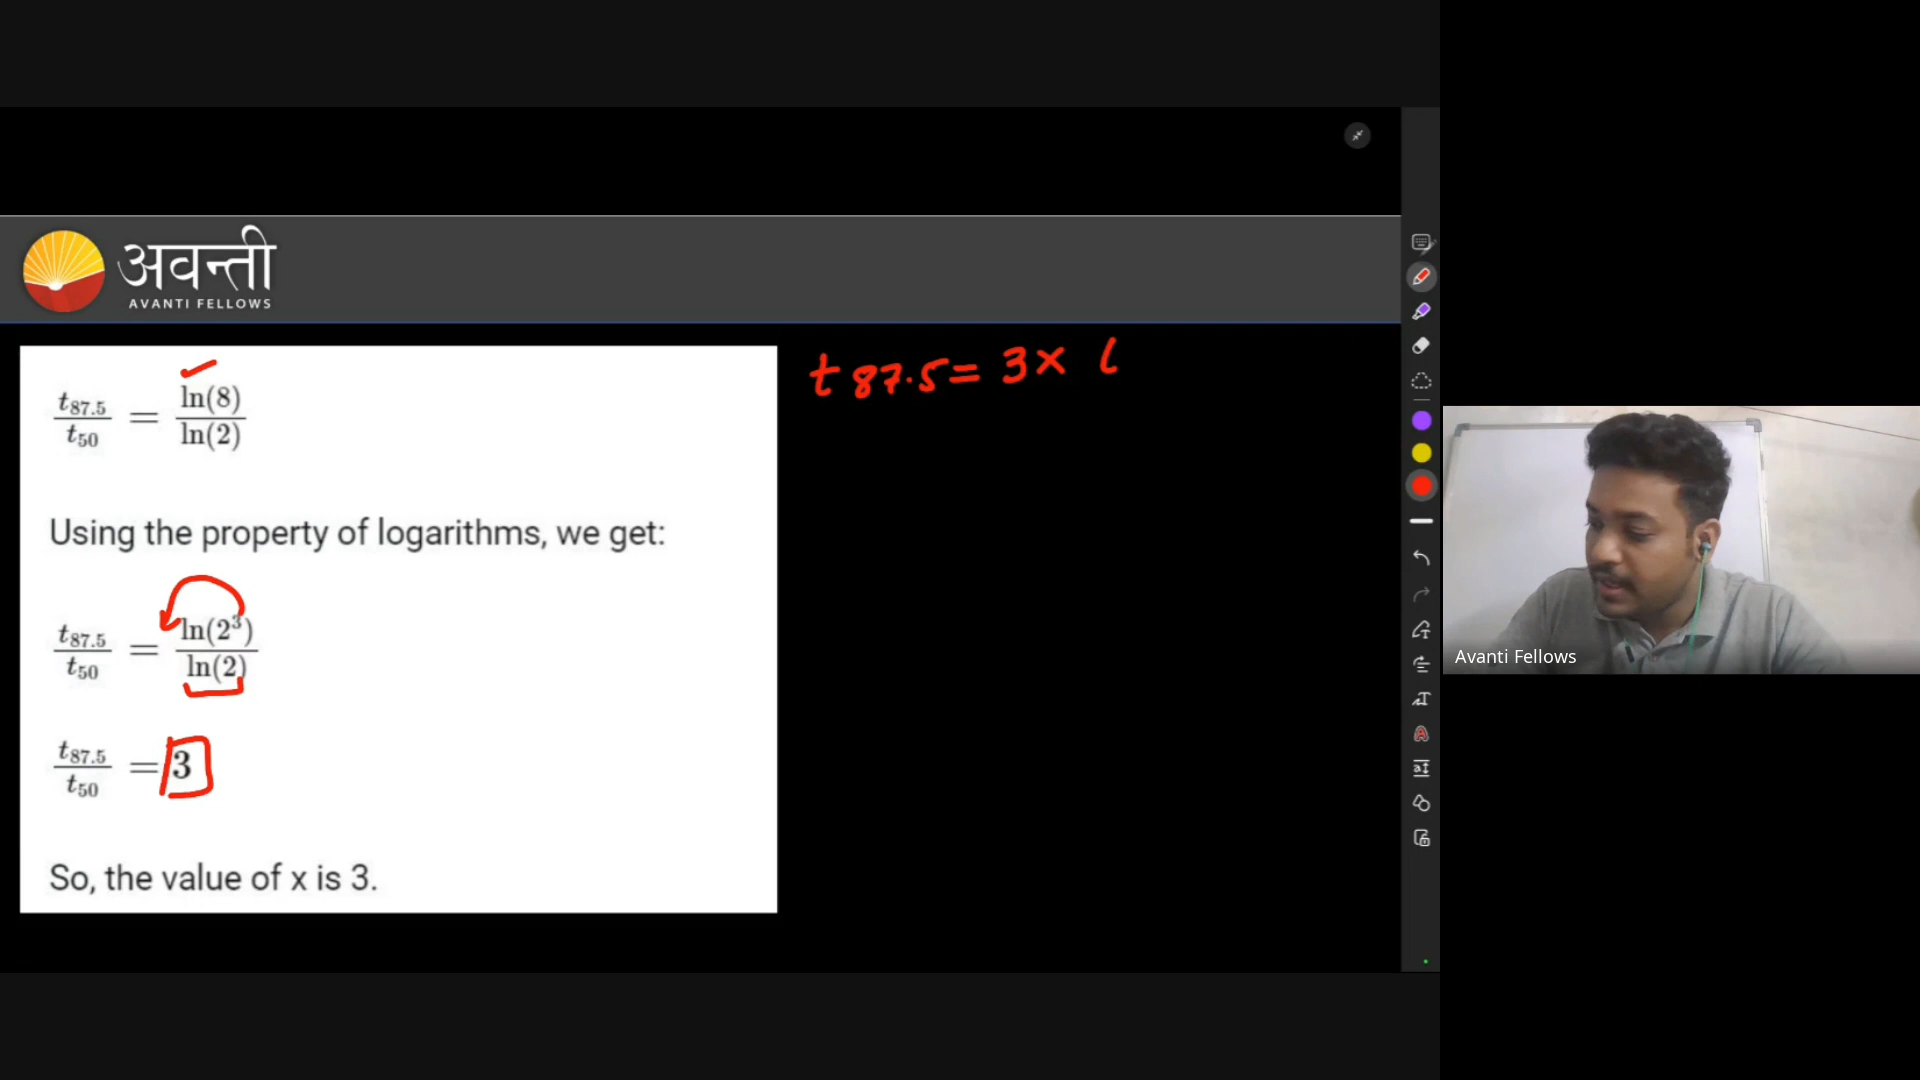 अवन्ती
AVANTI FELLOWS
t87.5 / t50 = ln(8) / ln(2)
t 87.5 = 3 × (
Using the property of logarithms, we get:
t87.5 / t50 = ln(2³) / ln(2)
t87.5 / t50 = 3
So, the value of x is 3.
Avanti Fellows